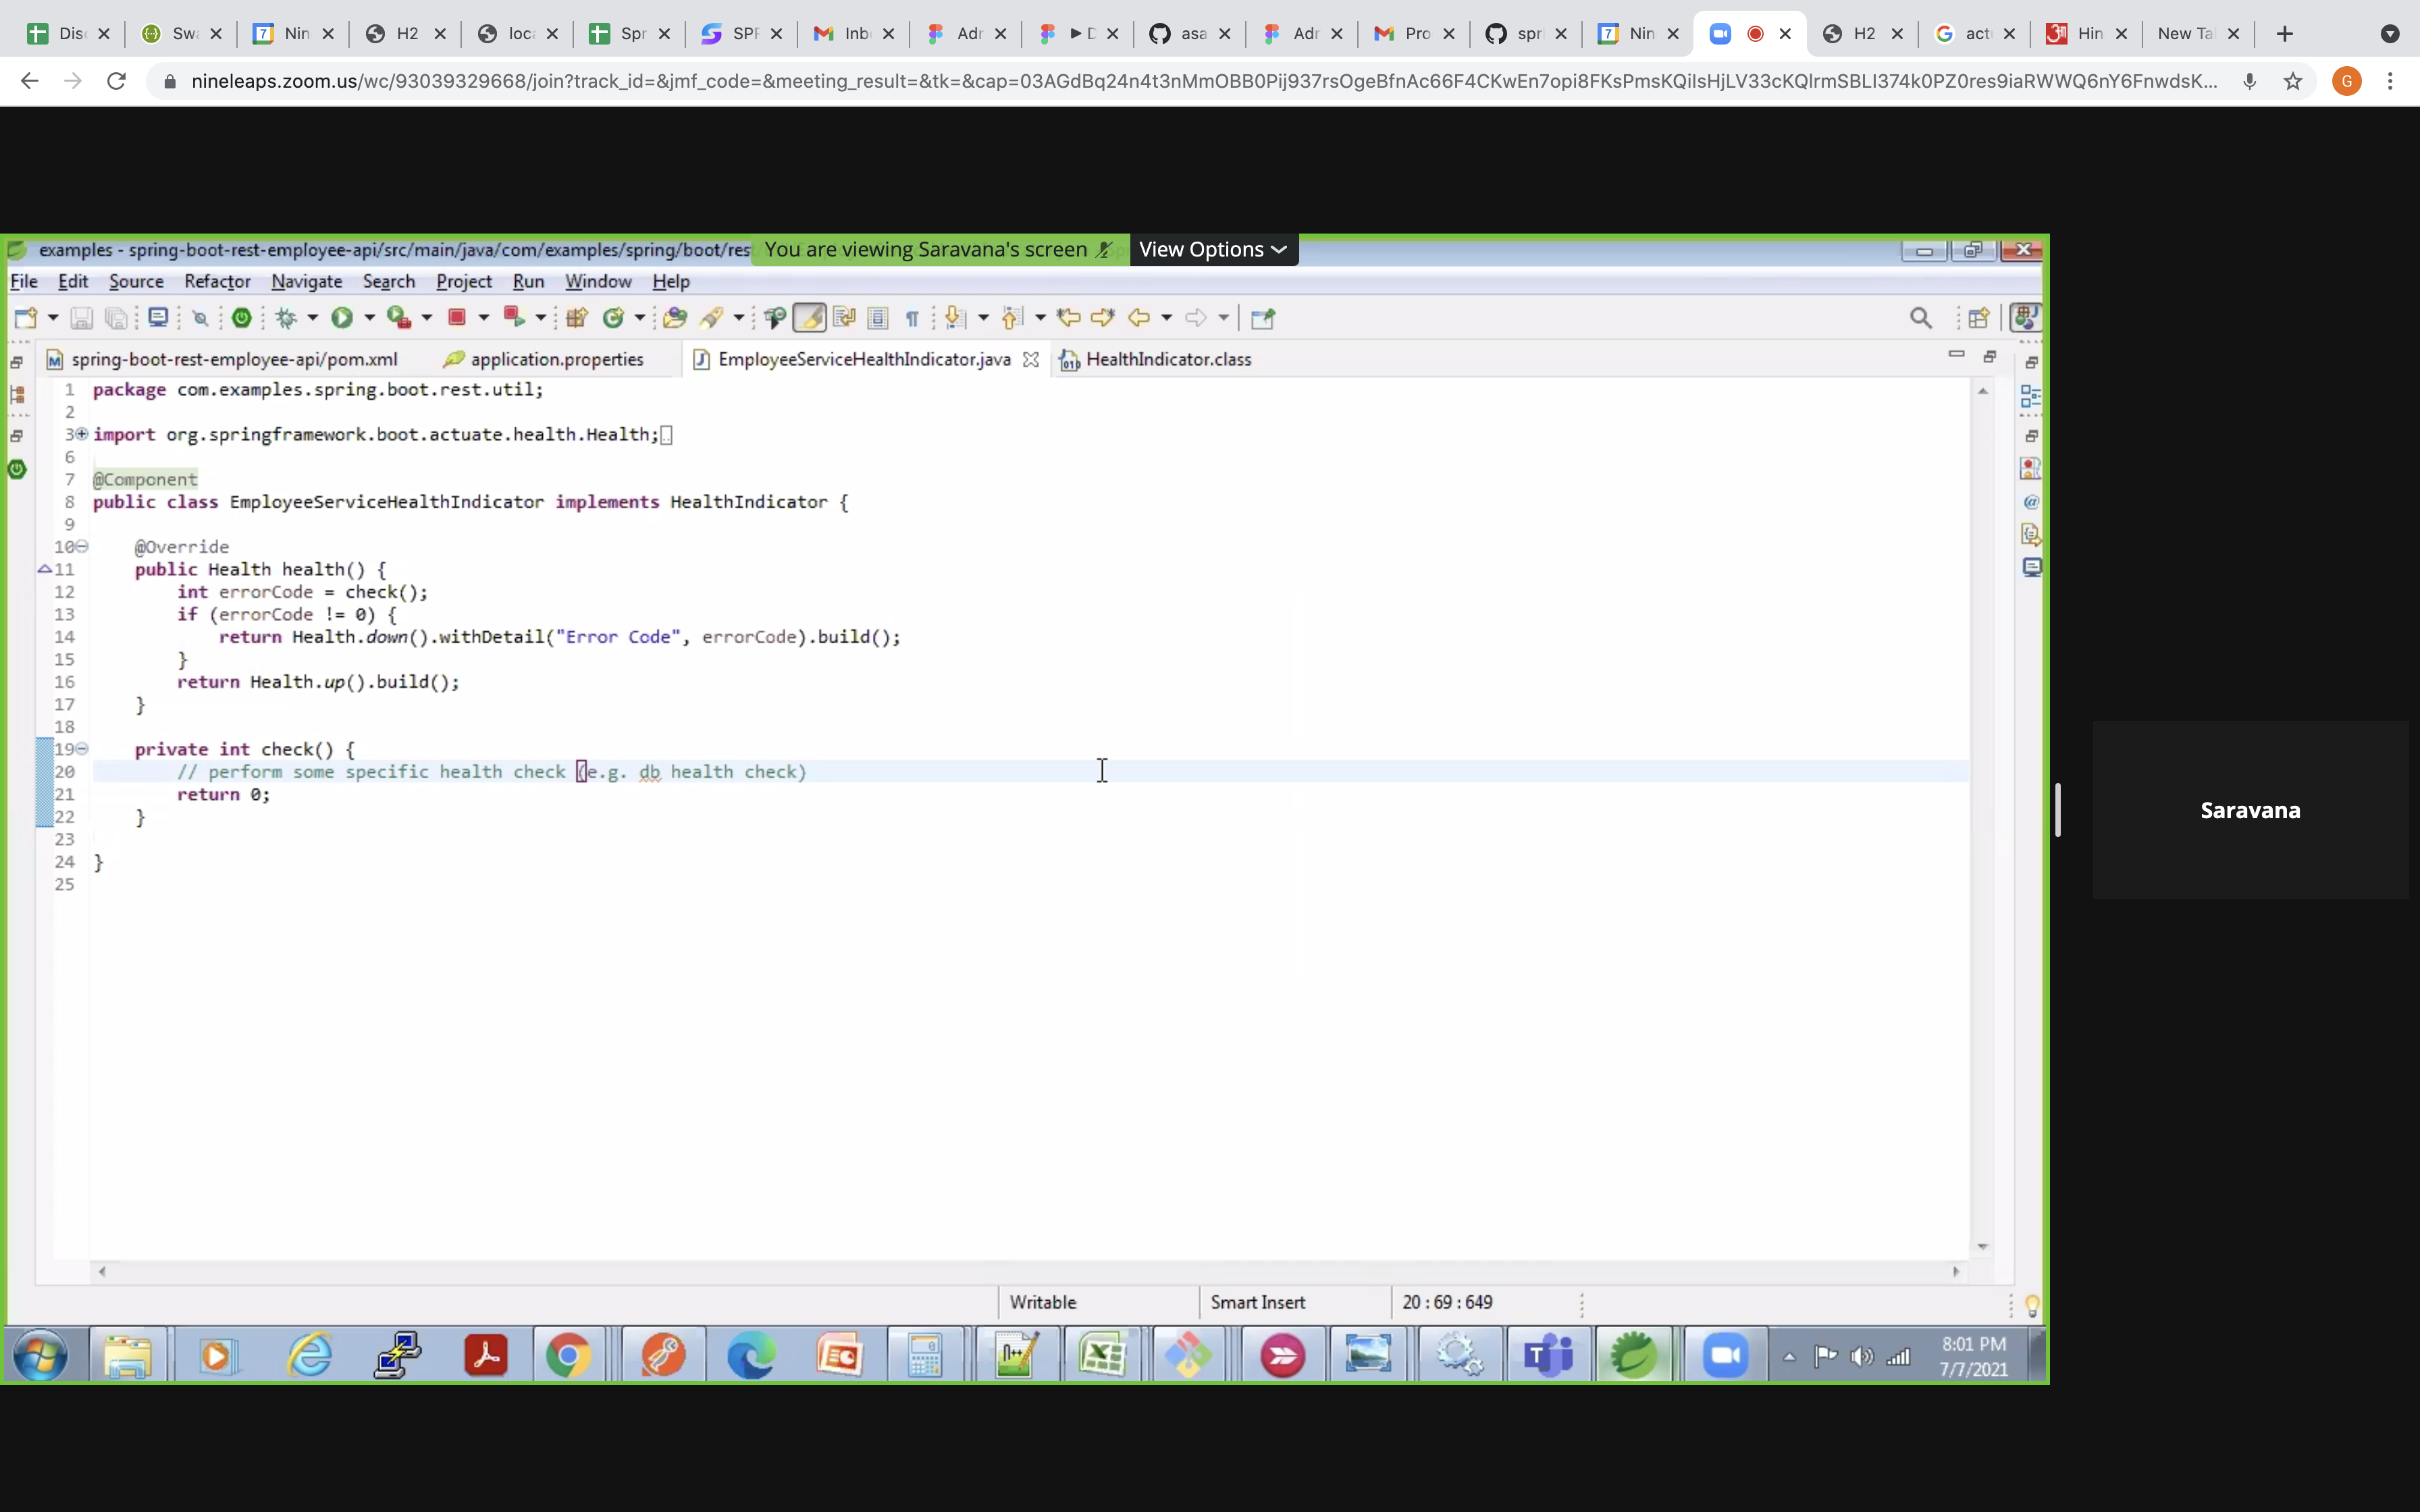 Dis Swa Nin H2 loc Spr SPR Inb Adr D asa Adr Pro spri Nin H2 acti Hin New Ta
nineleaps.zoom.us/wc/93039329668/join?track_id=&jmf_code=&meeting_result=&tk=&cap=03AGdBq24n4t3nMmOBB0Pij937rsOgeBfnAc66F4CKwEn7opi8FKsPmsKQiIsHjLV33cKQlrmSBLI374k0PZ0res9iaRWWQ6nY6FnwdsK... G
examples - spring-boot-rest-employee-api/src/main/java/com/examples/spring/boot/res
You are viewing Saravana's screen View Options
File Edit Source Refactor Navigate Search Project Run Window Help
spring-boot-rest-employee-api/pom.xml application.properties EmployeeServiceHealthIndicator.java HealthIndicator.class
1 package com.examples.spring.boot.rest.util;
2
3 import org.springframework.boot.actuate.health.Health;
6
7 @Component
8 public class EmployeeServiceHealthIndicator implements HealthIndicator {
9
10 @Override
11 public Health health() {
12 int errorCode = check();
13 if (errorCode != 0) {
14 return Health.down().withDetail("Error Code", errorCode).build();
15 }
16 return Health.up().build();
17 }
18
19 private int check() {
20 // perform some specific health check (e.g. db health check)
21 return 0;
22 }
23
24 }
25
Saravana
Writable Smart Insert 20 : 69 : 649
8:01 PM
7/7/2021